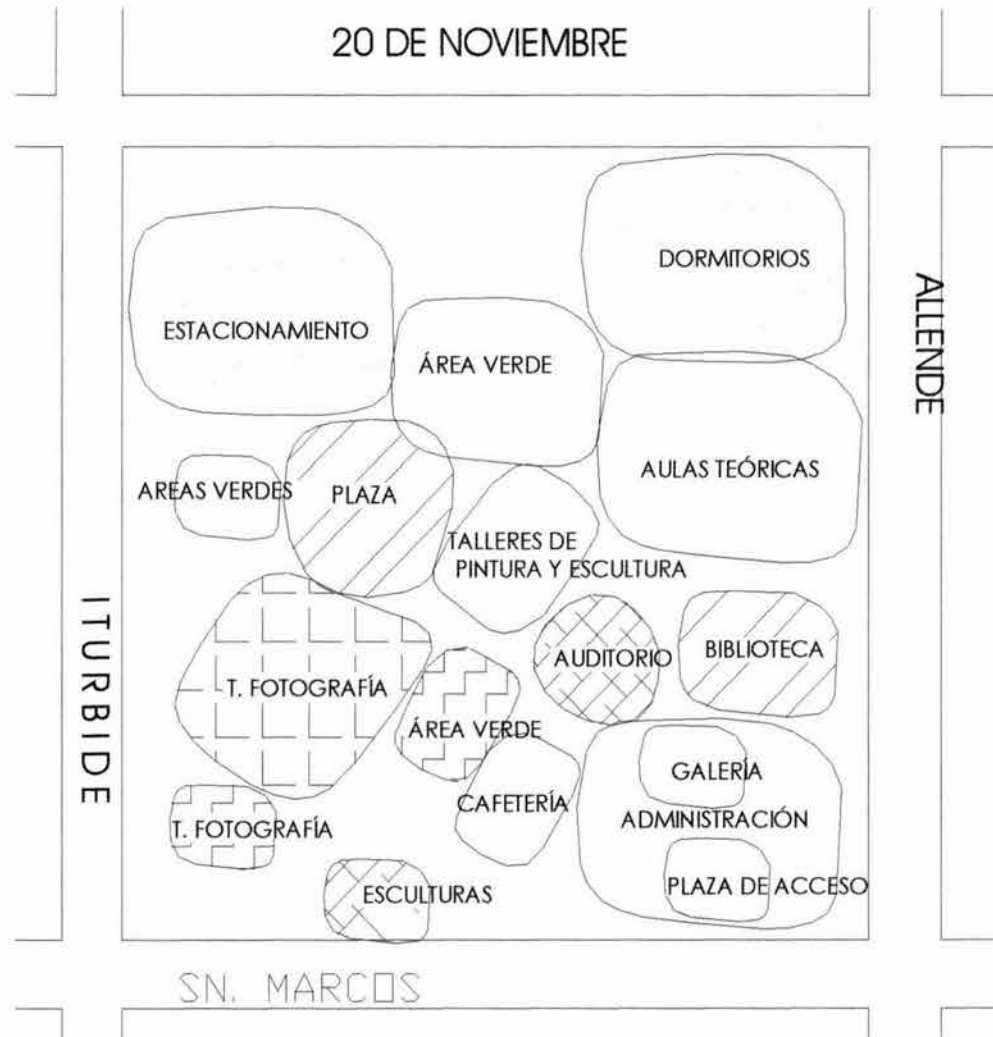 20 DE NOVIEMBRE
DORMITORIOS
ALLENDE
ESTACIONAMIENTO
ÁREA VERDE
AULAS TEÓRICAS
AREAS VERDES
PLAZA
TALLERES DE
PINTURA Y ESCULTURA
ITURBIDE
AUDITORIO
BIBLIOTECA
T. FOTOGRAFÍA
ÁREA VERDE
GALERÍA
CAFETERÍA
ADMINISTRACIÓN
T. FOTOGRAFÍA
ESCULTURAS
PLAZA DE ACCESO
SN. MARCOS